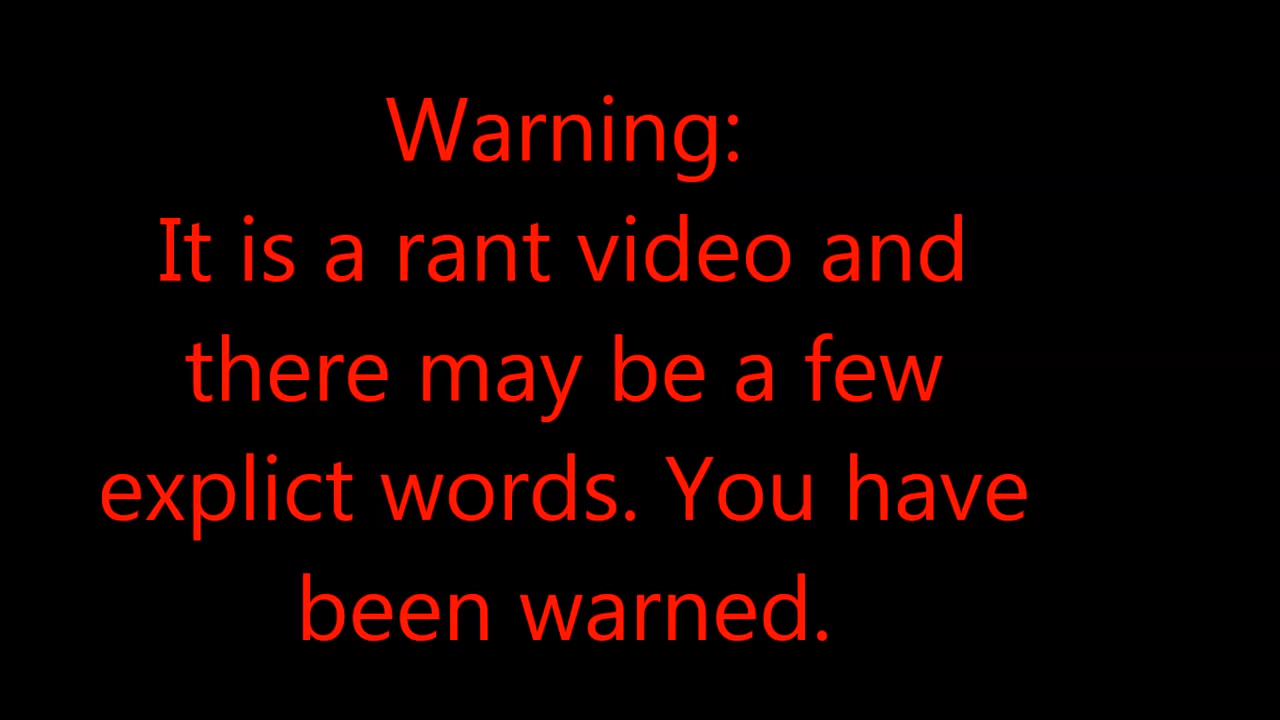 Warning:
It is a rant video and
there may be a few
explict words. You have
been warned.